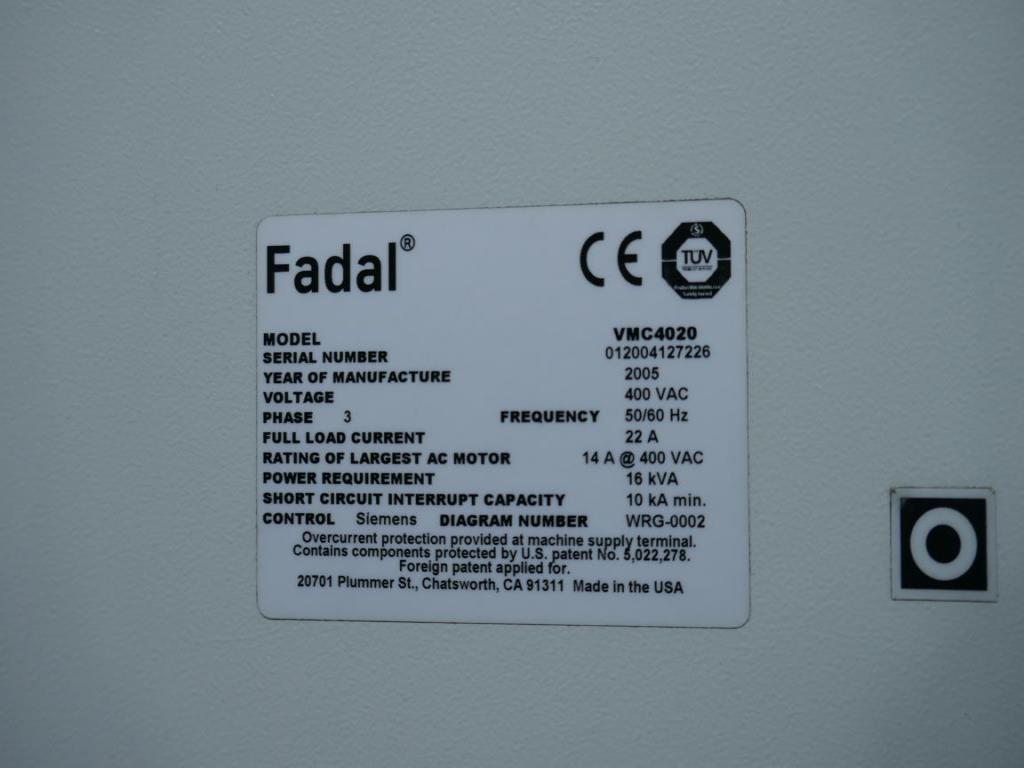 Fadal®
CE
TÜV
MODEL VMC4020
SERIAL NUMBER 012004127226
YEAR OF MANUFACTURE 2005
VOLTAGE 400 VAC
PHASE 3 FREQUENCY 50/60 Hz
FULL LOAD CURRENT 22 A
RATING OF LARGEST AC MOTOR 14 A @ 400 VAC
POWER REQUIREMENT 16 kVA
SHORT CIRCUIT INTERRUPT CAPACITY 10 kA min.
CONTROL Siemens DIAGRAM NUMBER WRG-0002
Overcurrent protection provided at machine supply terminal.
Contains components protected by U.S. patent No. 5,022,278.
Foreign patent applied for.
20701 Plummer St., Chatsworth, CA 91311 Made in the USA